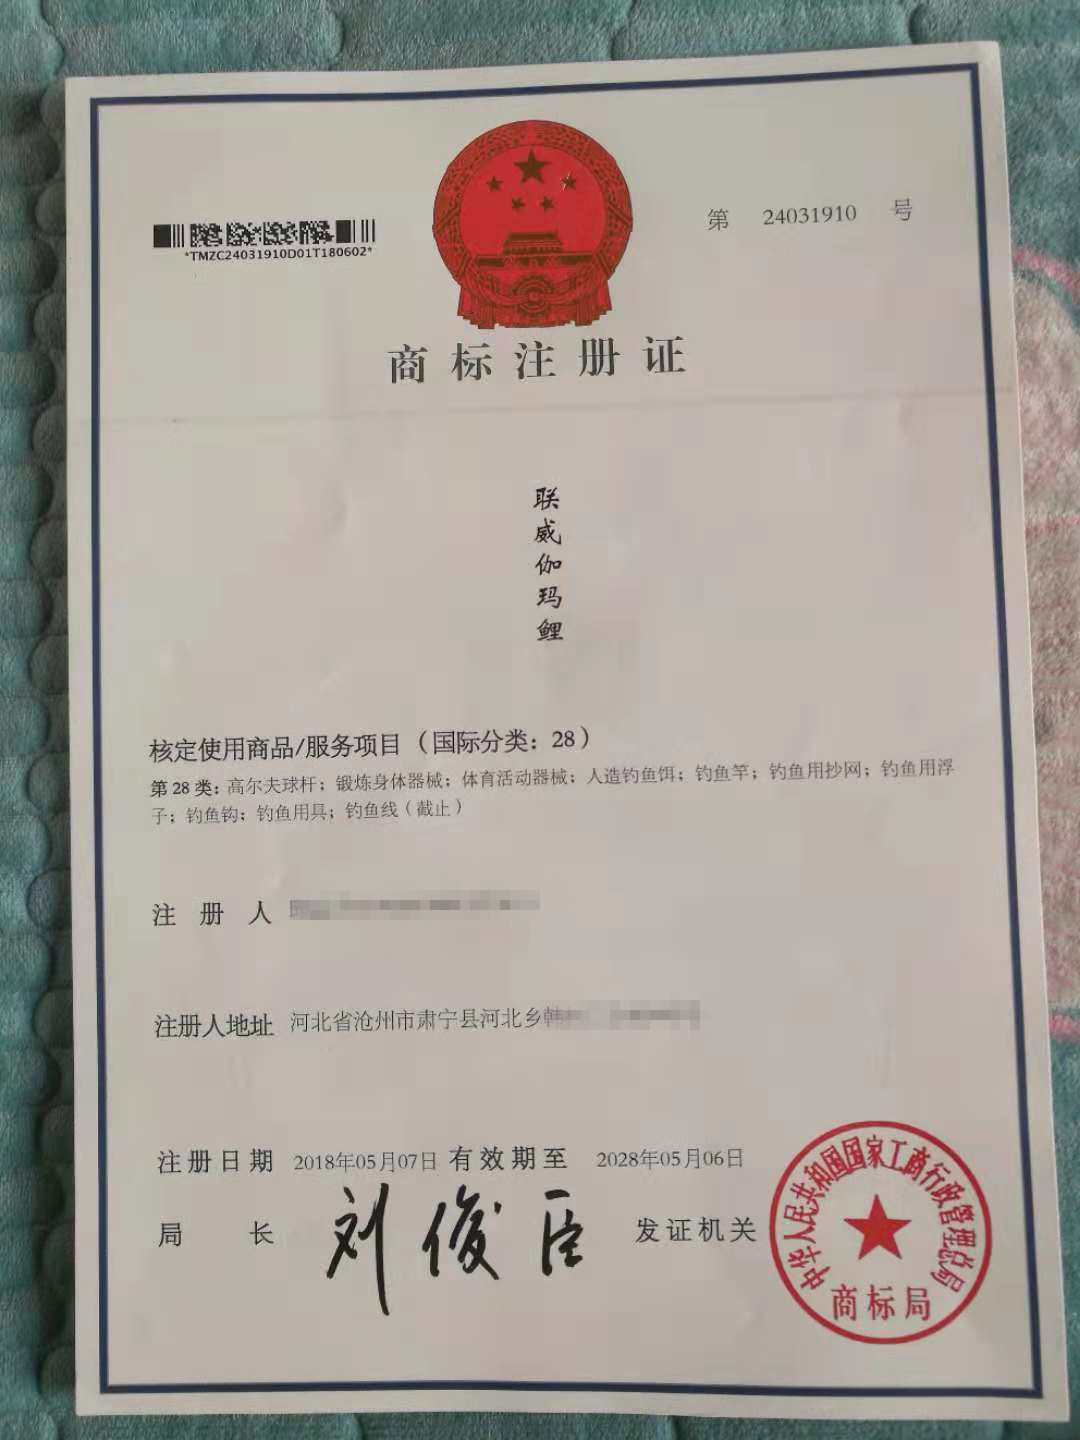 *TMZC24031910D01T180602*
第 24031910 号
商标注册证
联威伽玛鲤
核定使用商品/服务项目（国际分类：28）
第 28 类：高尔夫球杆；锻炼身体器械；体育活动器械；人造钓鱼饵；钓鱼竿；钓鱼用抄网；钓鱼用浮
子；钓鱼钩；钓鱼用具；钓鱼线（截止）
注册人
注册人地址 河北省沧州市肃宁县河北乡韩
注册日期 2018年05月07日 有效期至 2028年05月06日
局长 刘俊臣 发证机关
中华人民共和国国家工商行政管理总局
商标局